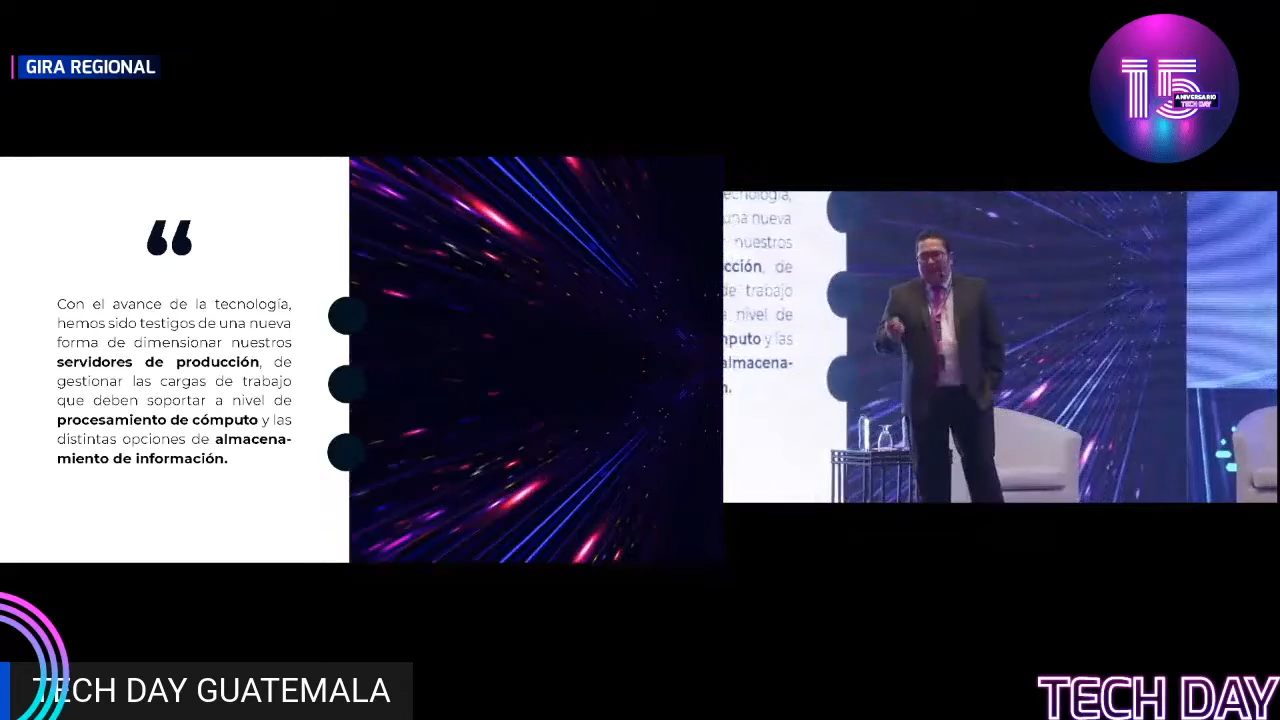 GIRA REGIONAL
15
ANIVERSARIO
TECH DAY
“
Con el avance de la tecnología,
hemos sido testigos de una nueva
forma de dimensionar nuestros
servidores de producción, de
gestionar las cargas de trabajo
que deben soportar a nivel de
procesamiento de cómputo y las
distintas opciones de almacena-
miento de información.
tecnología,
una nueva
nuestros
cción, de
de trabajo
a nivel de
mputo y las
almacena-
n.
TECH DAY GUATEMALA
TECH DAY